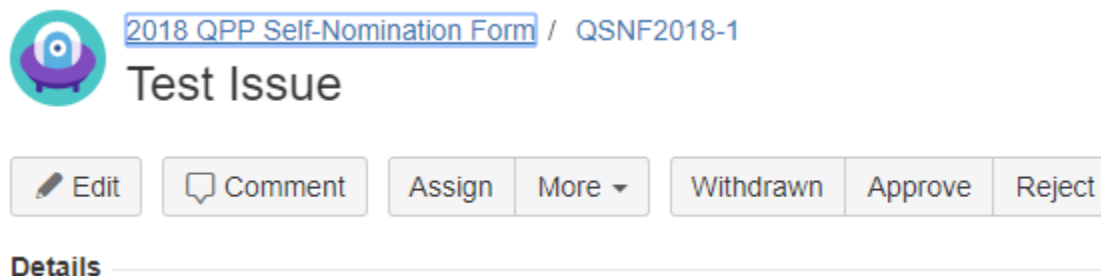 2018 QPP Self-Nomination Form / QSNF2018-1
Test Issue
Edit Comment Assign More Withdrawn Approve Reject
Details